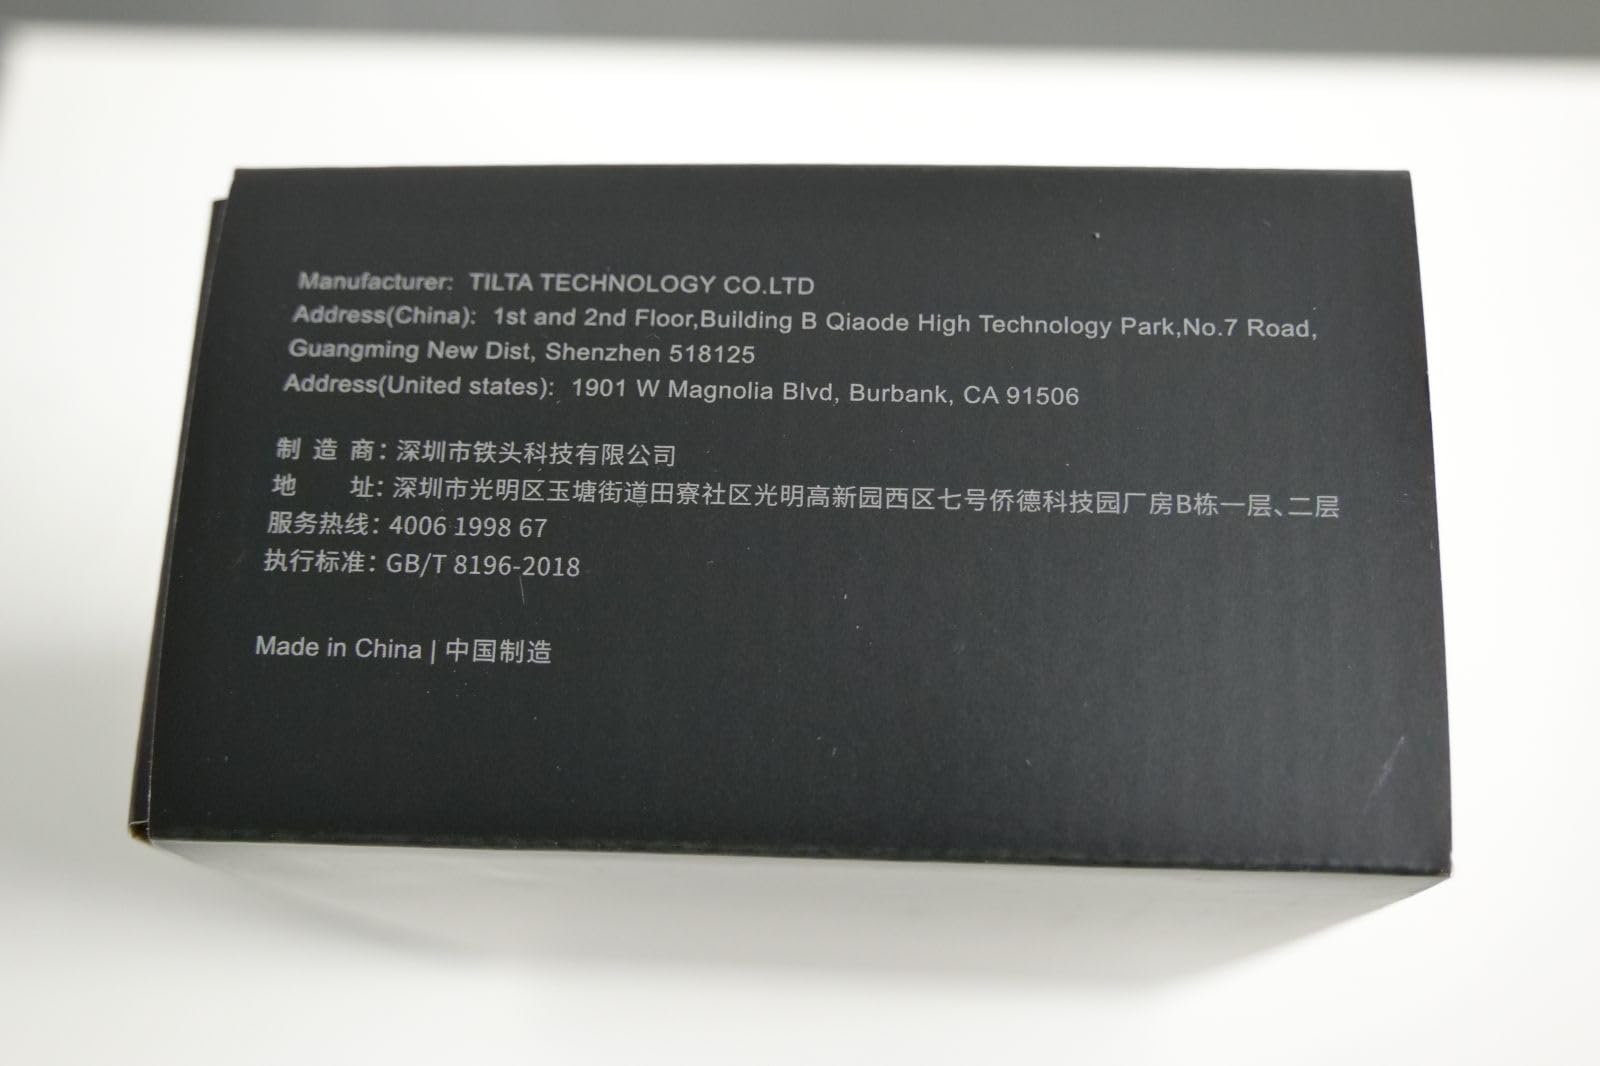 Manufacturer: TILTA TECHNOLOGY CO.LTD
Address(China): 1st and 2nd Floor,Building B Qiaode High Technology Park,No.7 Road,
Guangming New Dist, Shenzhen 518125
Address(United states): 1901 W Magnolia Blvd, Burbank, CA 91506
制 造 商：深圳市铁头科技有限公司
地 址：深圳市光明区玉塘街道田寮社区光明高新园西区七号侨德科技园厂房B栋一层、二层
服务热线：4006 1998 67
执行标准：GB/T 8196-2018
Made in China | 中国制造